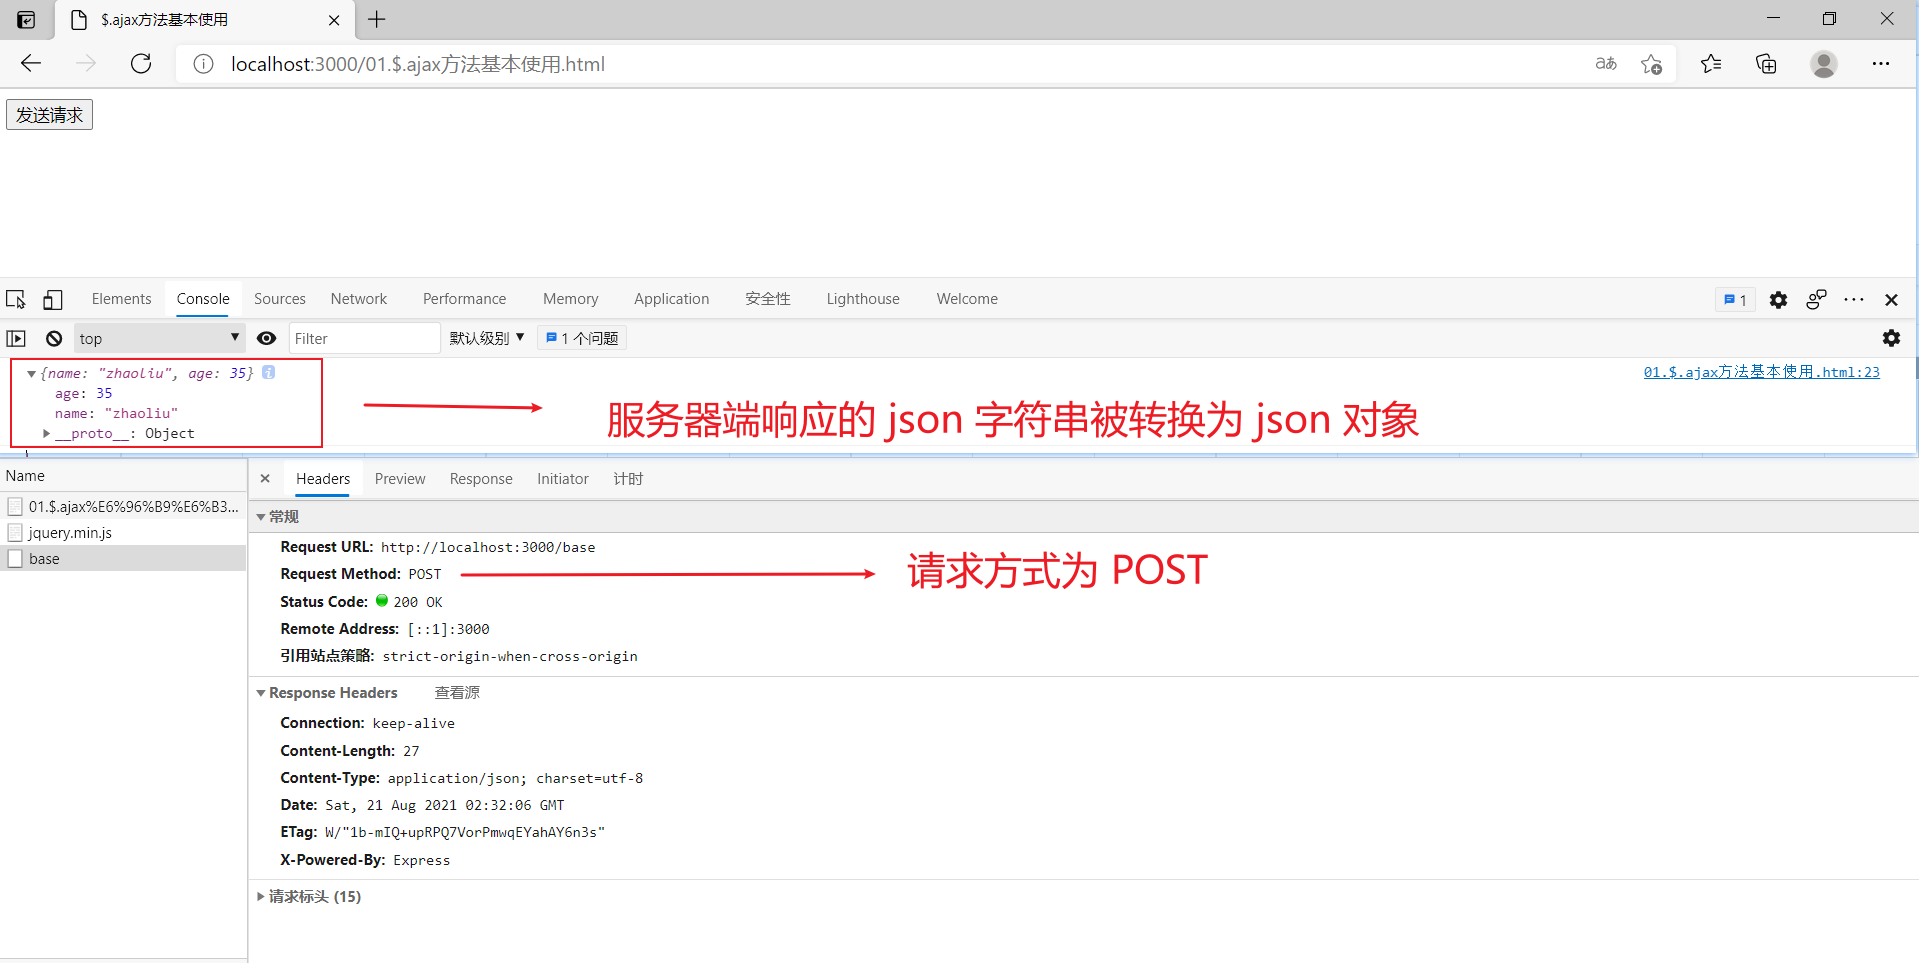 $.ajax方法基本使用
localhost:3000/01.$.ajax方法基本使用.html
aあ
发送请求
Elements Console Sources Network Performance Memory Application 安全性 Lighthouse Welcome 1
top Filter 默认级别 1 个问题
{name: "zhaoliu", age: 35} i 01.$.ajax方法基本使用.html:23
age: 35
name: "zhaoliu"
__proto__: Object
服务器端响应的 json 字符串被转换为 json 对象
Name
01.$.ajax%E6%96%B9%E6%B3...
jquery.min.js
base
Headers Preview Response Initiator 计时
常规
Request URL: http://localhost:3000/base
Request Method: POST
请求方式为 POST
Status Code: 200 OK
Remote Address: [::1]:3000
引用站点策略: strict-origin-when-cross-origin
Response Headers 查看源
Connection: keep-alive
Content-Length: 27
Content-Type: application/json; charset=utf-8
Date: Sat, 21 Aug 2021 02:32:06 GMT
ETag: W/"1b-mIQ+upRPQ7VorPmwqEYahAY6n3s"
X-Powered-By: Express
请求标头 (15)